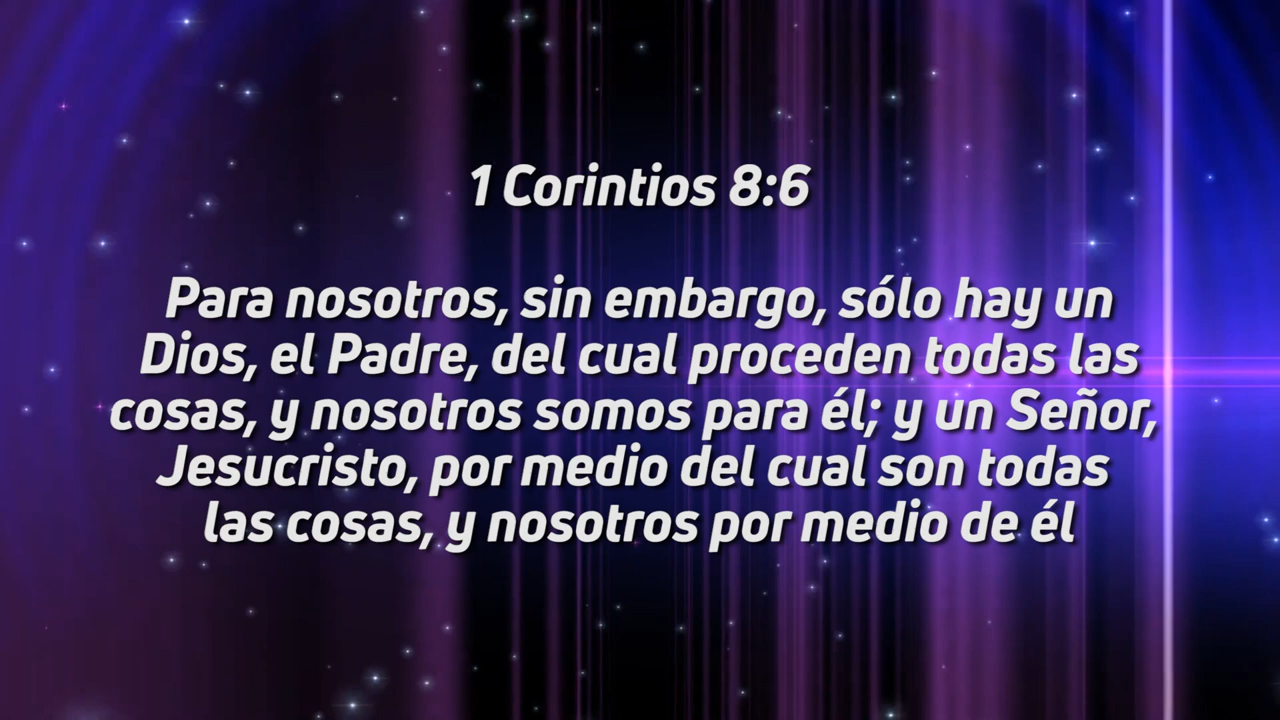 1 Corintios 8:6
Para nosotros, sin embargo, sólo hay un
Dios, el Padre, del cual proceden todas las
cosas, y nosotros somos para él; y un Señor,
Jesucristo, por medio del cual son todas
las cosas, y nosotros por medio de él